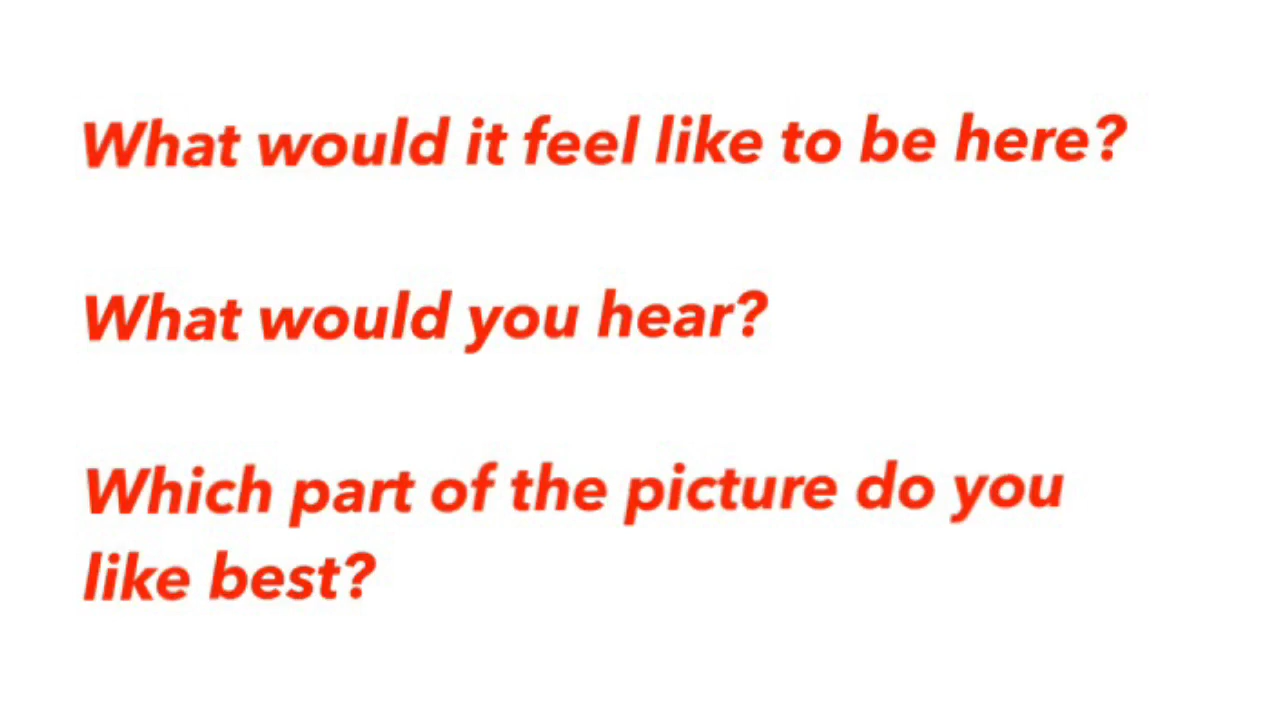 What would it feel like to be here?
What would you hear?
Which part of the picture do you
like best?